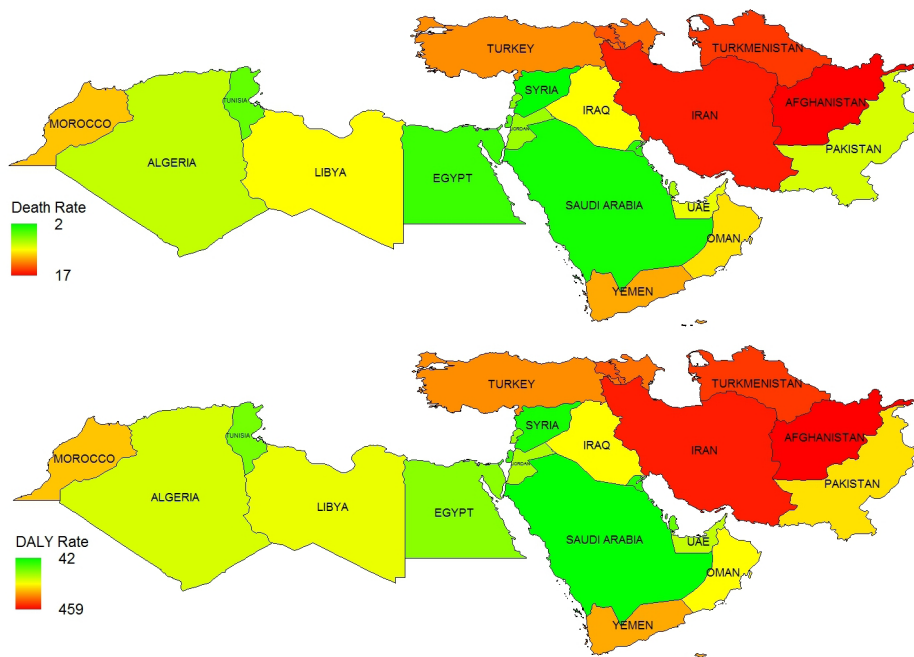 TURKEY
TURKMENISTAN
SYRIA
AFGHANISTAN
TUNISIA
IRAQ
IRAN
MOROCCO
JORDAN
PAKISTAN
ALGERIA
LIBYA
EGYPT
SAUDI ARABIA
UAE
Death Rate
2
17
OMAN
YEMEN
TURKEY
TURKMENISTAN
SYRIA
AFGHANISTAN
TUNISIA
IRAQ
IRAN
MOROCCO
JORDAN
PAKISTAN
ALGERIA
LIBYA
EGYPT
SAUDI ARABIA
UAE
DALY Rate
42
459
OMAN
YEMEN